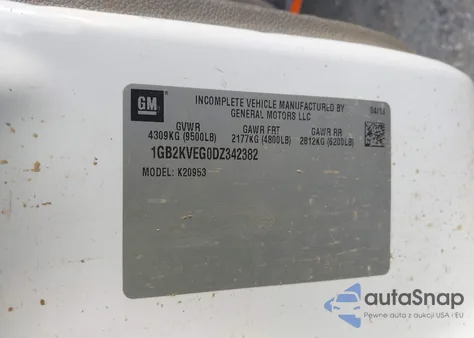 GM
INCOMPLETE VEHICLE MANUFACTURED BY
GENERAL MOTORS LLC
04/13
GVWR GAWR FRT GAWR RR
4309KG (9500LB) 2177KG (4800LB) 2812KG (6200LB)
1GB2KVEG0DZ342382
MODEL: K20953
autoSnap
Pewne auta z aukcji USA i EU